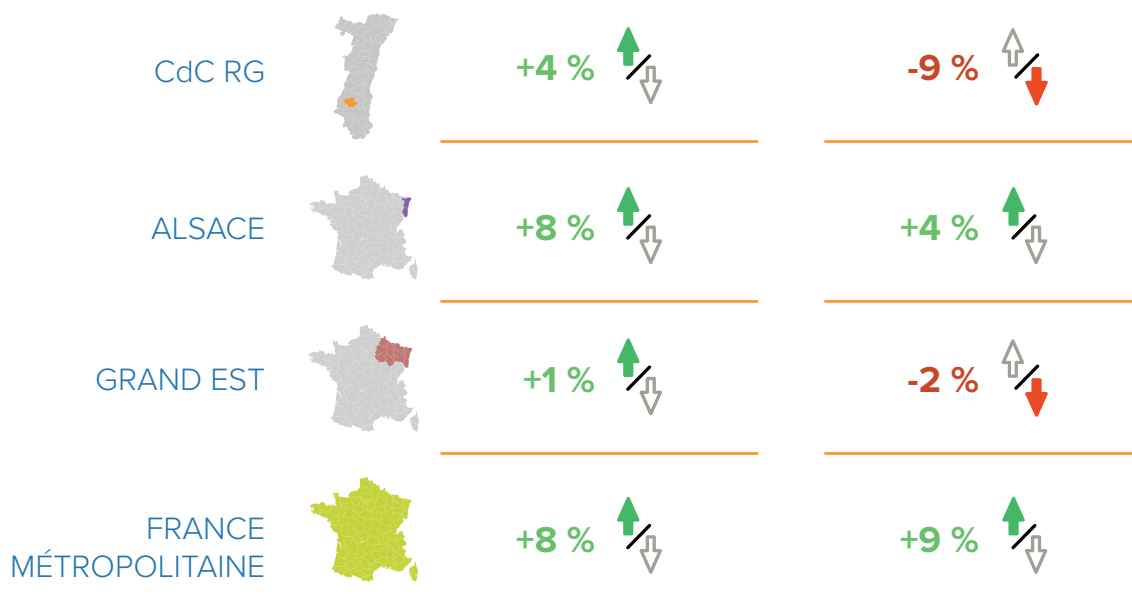 CdC RG
+4 %
-9 %
ALSACE
+8 %
+4 %
GRAND EST
+1 %
-2 %
FRANCE
MÉTROPOLITAINE
+8 %
+9 %